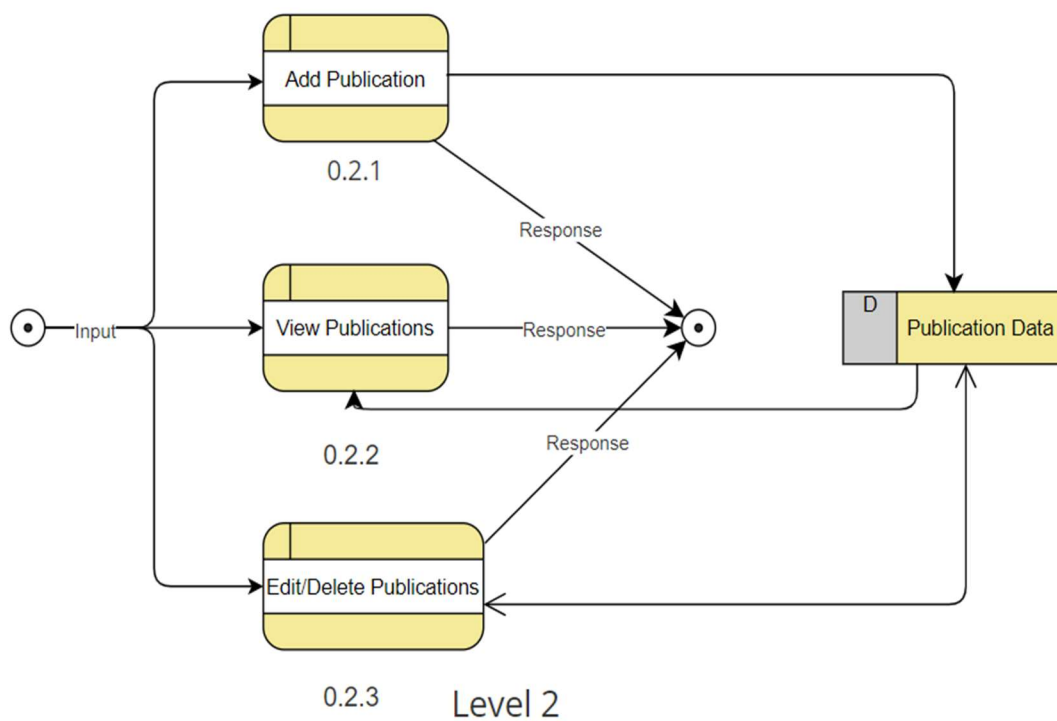 Add Publication
0.2.1
Response
D
Input
View Publications
Response
Publication Data
0.2.2
Response
Edit/Delete Publications
0.2.3
Level 2